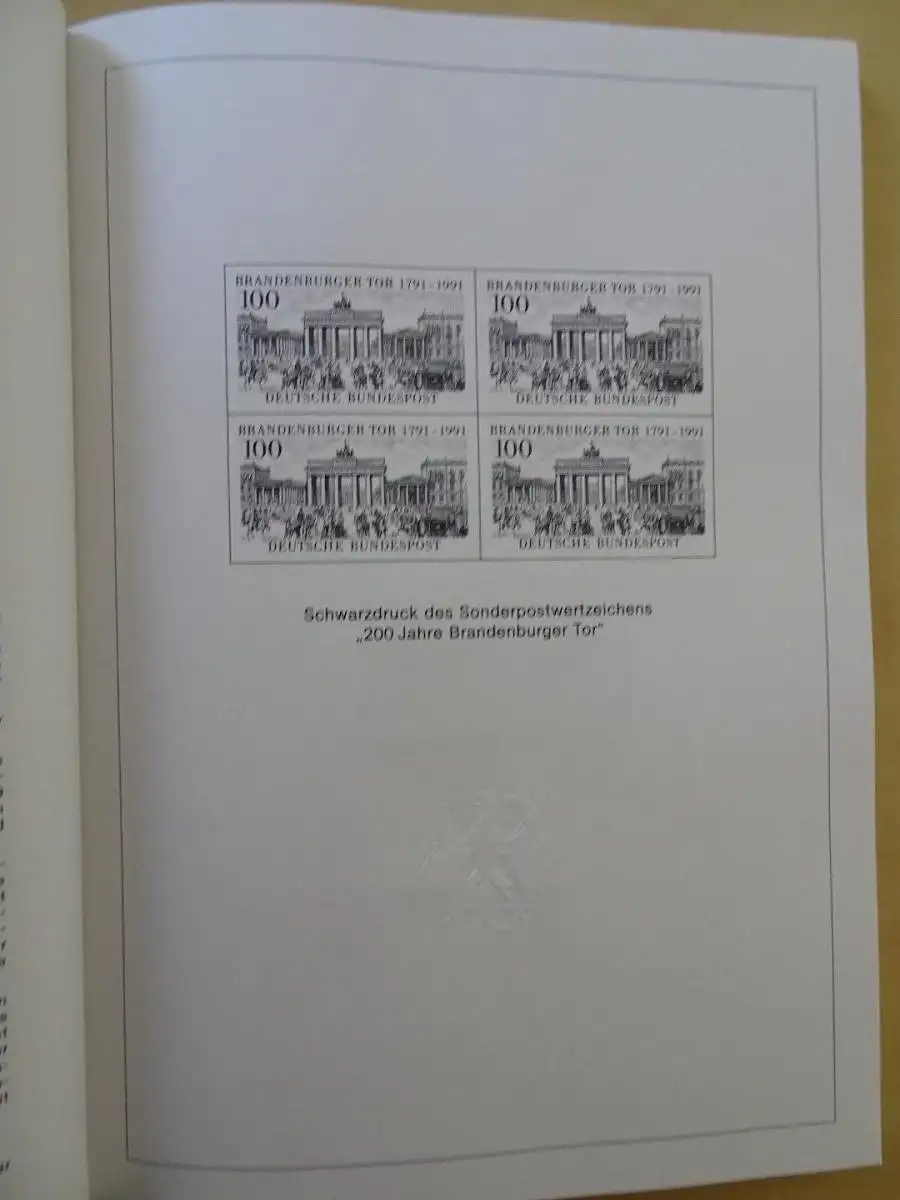 BRANDENBURGER TOR 1791-1991
100
DEUTSCHE BUNDESPOST
BRANDENBURGER TOR 1791-1991
100
DEUTSCHE BUNDESPOST
BRANDENBURGER TOR 1791-1991
100
DEUTSCHE BUNDESPOST
BRANDENBURGER TOR 1791-1991
100
DEUTSCHE BUNDESPOST
Schwarzdruck des Sonderpostwertzeichens
„200 Jahre Brandenburger Tor“